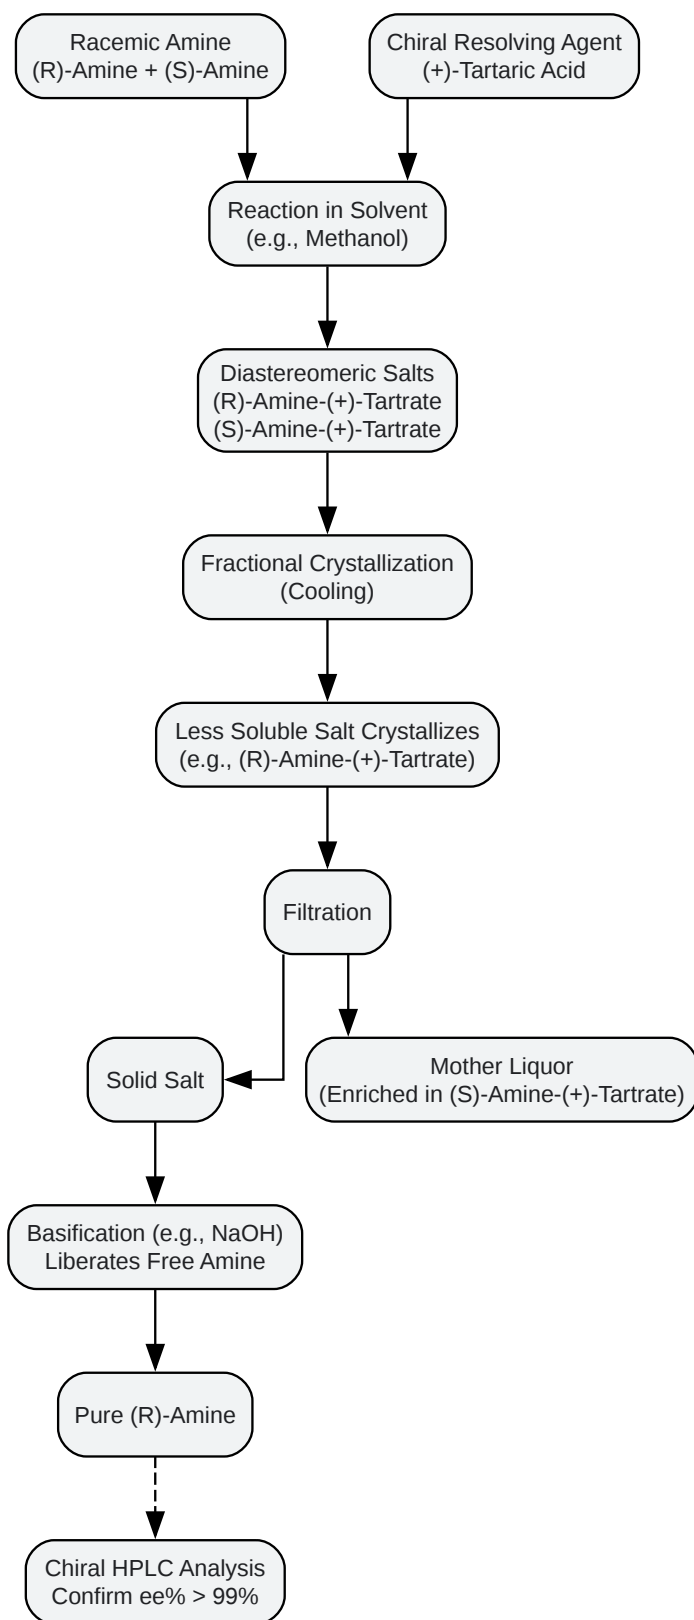 Racemic Amine
(R)-Amine + (S)-Amine
Chiral Resolving Agent
(+)-Tartaric Acid
Reaction in Solvent
(e.g., Methanol)
Diastereomeric Salts
(R)-Amine-(+)-Tartrate
(S)-Amine-(+)-Tartrate
Fractional Crystallization
(Cooling)
Less Soluble Salt Crystallizes
(e.g., (R)-Amine-(+)-Tartrate)
Filtration
Solid Salt
Mother Liquor
(Enriched in (S)-Amine-(+)-Tartrate)
Basification (e.g., NaOH)
Liberates Free Amine
Pure (R)-Amine
Chiral HPLC Analysis
Confirm ee% > 99%